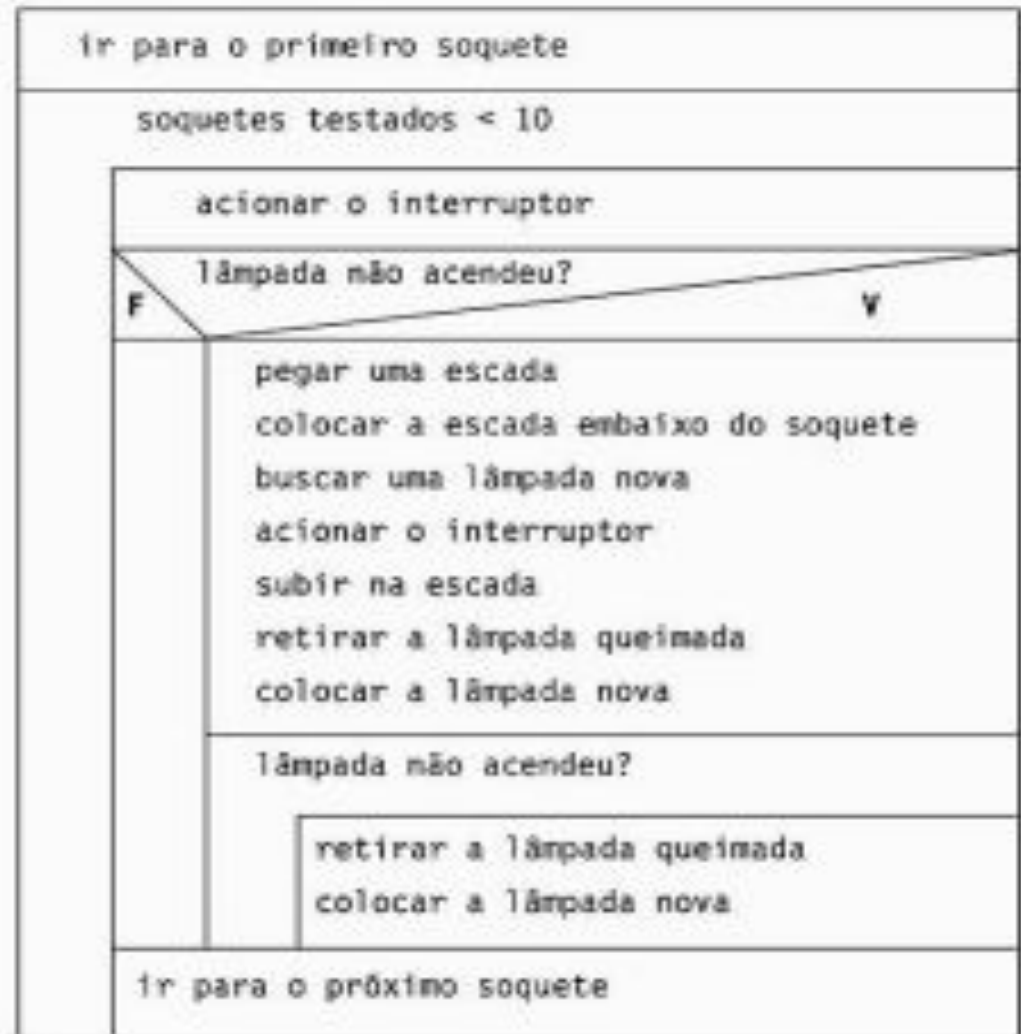 ir para o primeiro soquete
soquetes testados < 10
acionar o interruptor
lâmpada não acendeu?
F
V
pegar uma escada
colocar a escada embaixo do soquete
buscar uma lâmpada nova
acionar o interruptor
subir na escada
retirar a lâmpada queimada
colocar a lâmpada nova
lâmpada não acendeu?
retirar a lâmpada queimada
colocar a lâmpada nova
ir para o próximo soquete